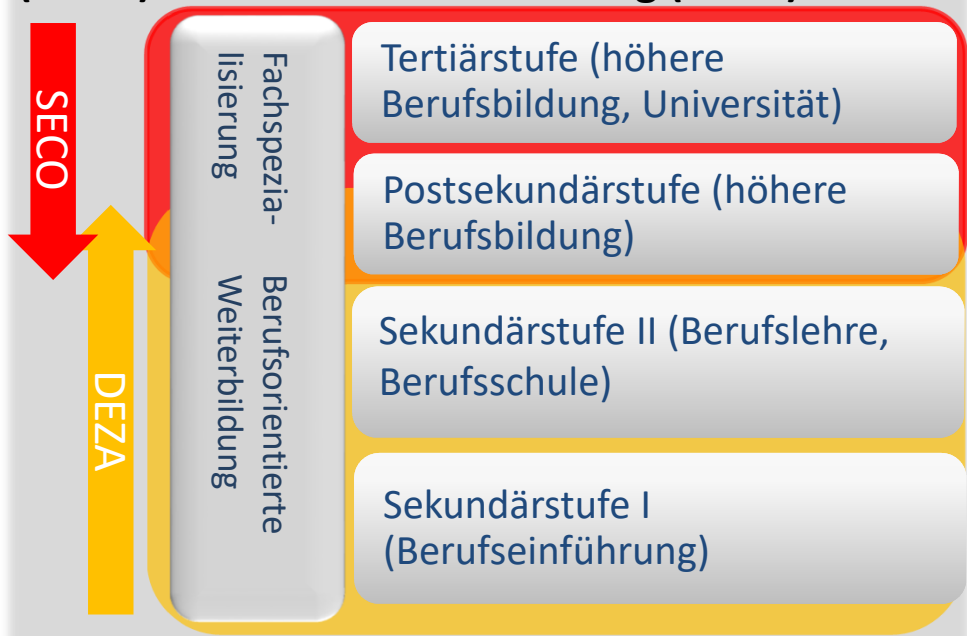 SECO
DEZA
Fachspezia-
lisierung
Berufsorientierte
Weiterbildung
Tertiärstufe (höhere
Berufsbildung, Universität)
Postsekundärstufe (höhere
Berufsbildung)
Sekundärstufe II (Berufslehre,
Berufsschule)
Sekundärstufe I
(Berufseinführung)